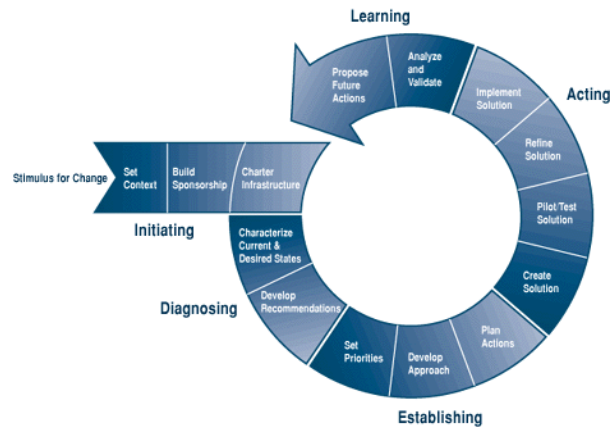 Learning
Propose
Future
Actions
Analyze
and
Validate
Implement
Solution
Acting
Refine
Solution
Pilot/Test
Solution
Create
Solution
Stimulus for Change
Set
Context
Build
Sponsorship
Charter
Infrastructure
Initiating
Characterize
Current &
Desired States
Diagnosing
Develop
Recommendations
Set
Priorities
Develop
Approach
Plan
Actions
Establishing